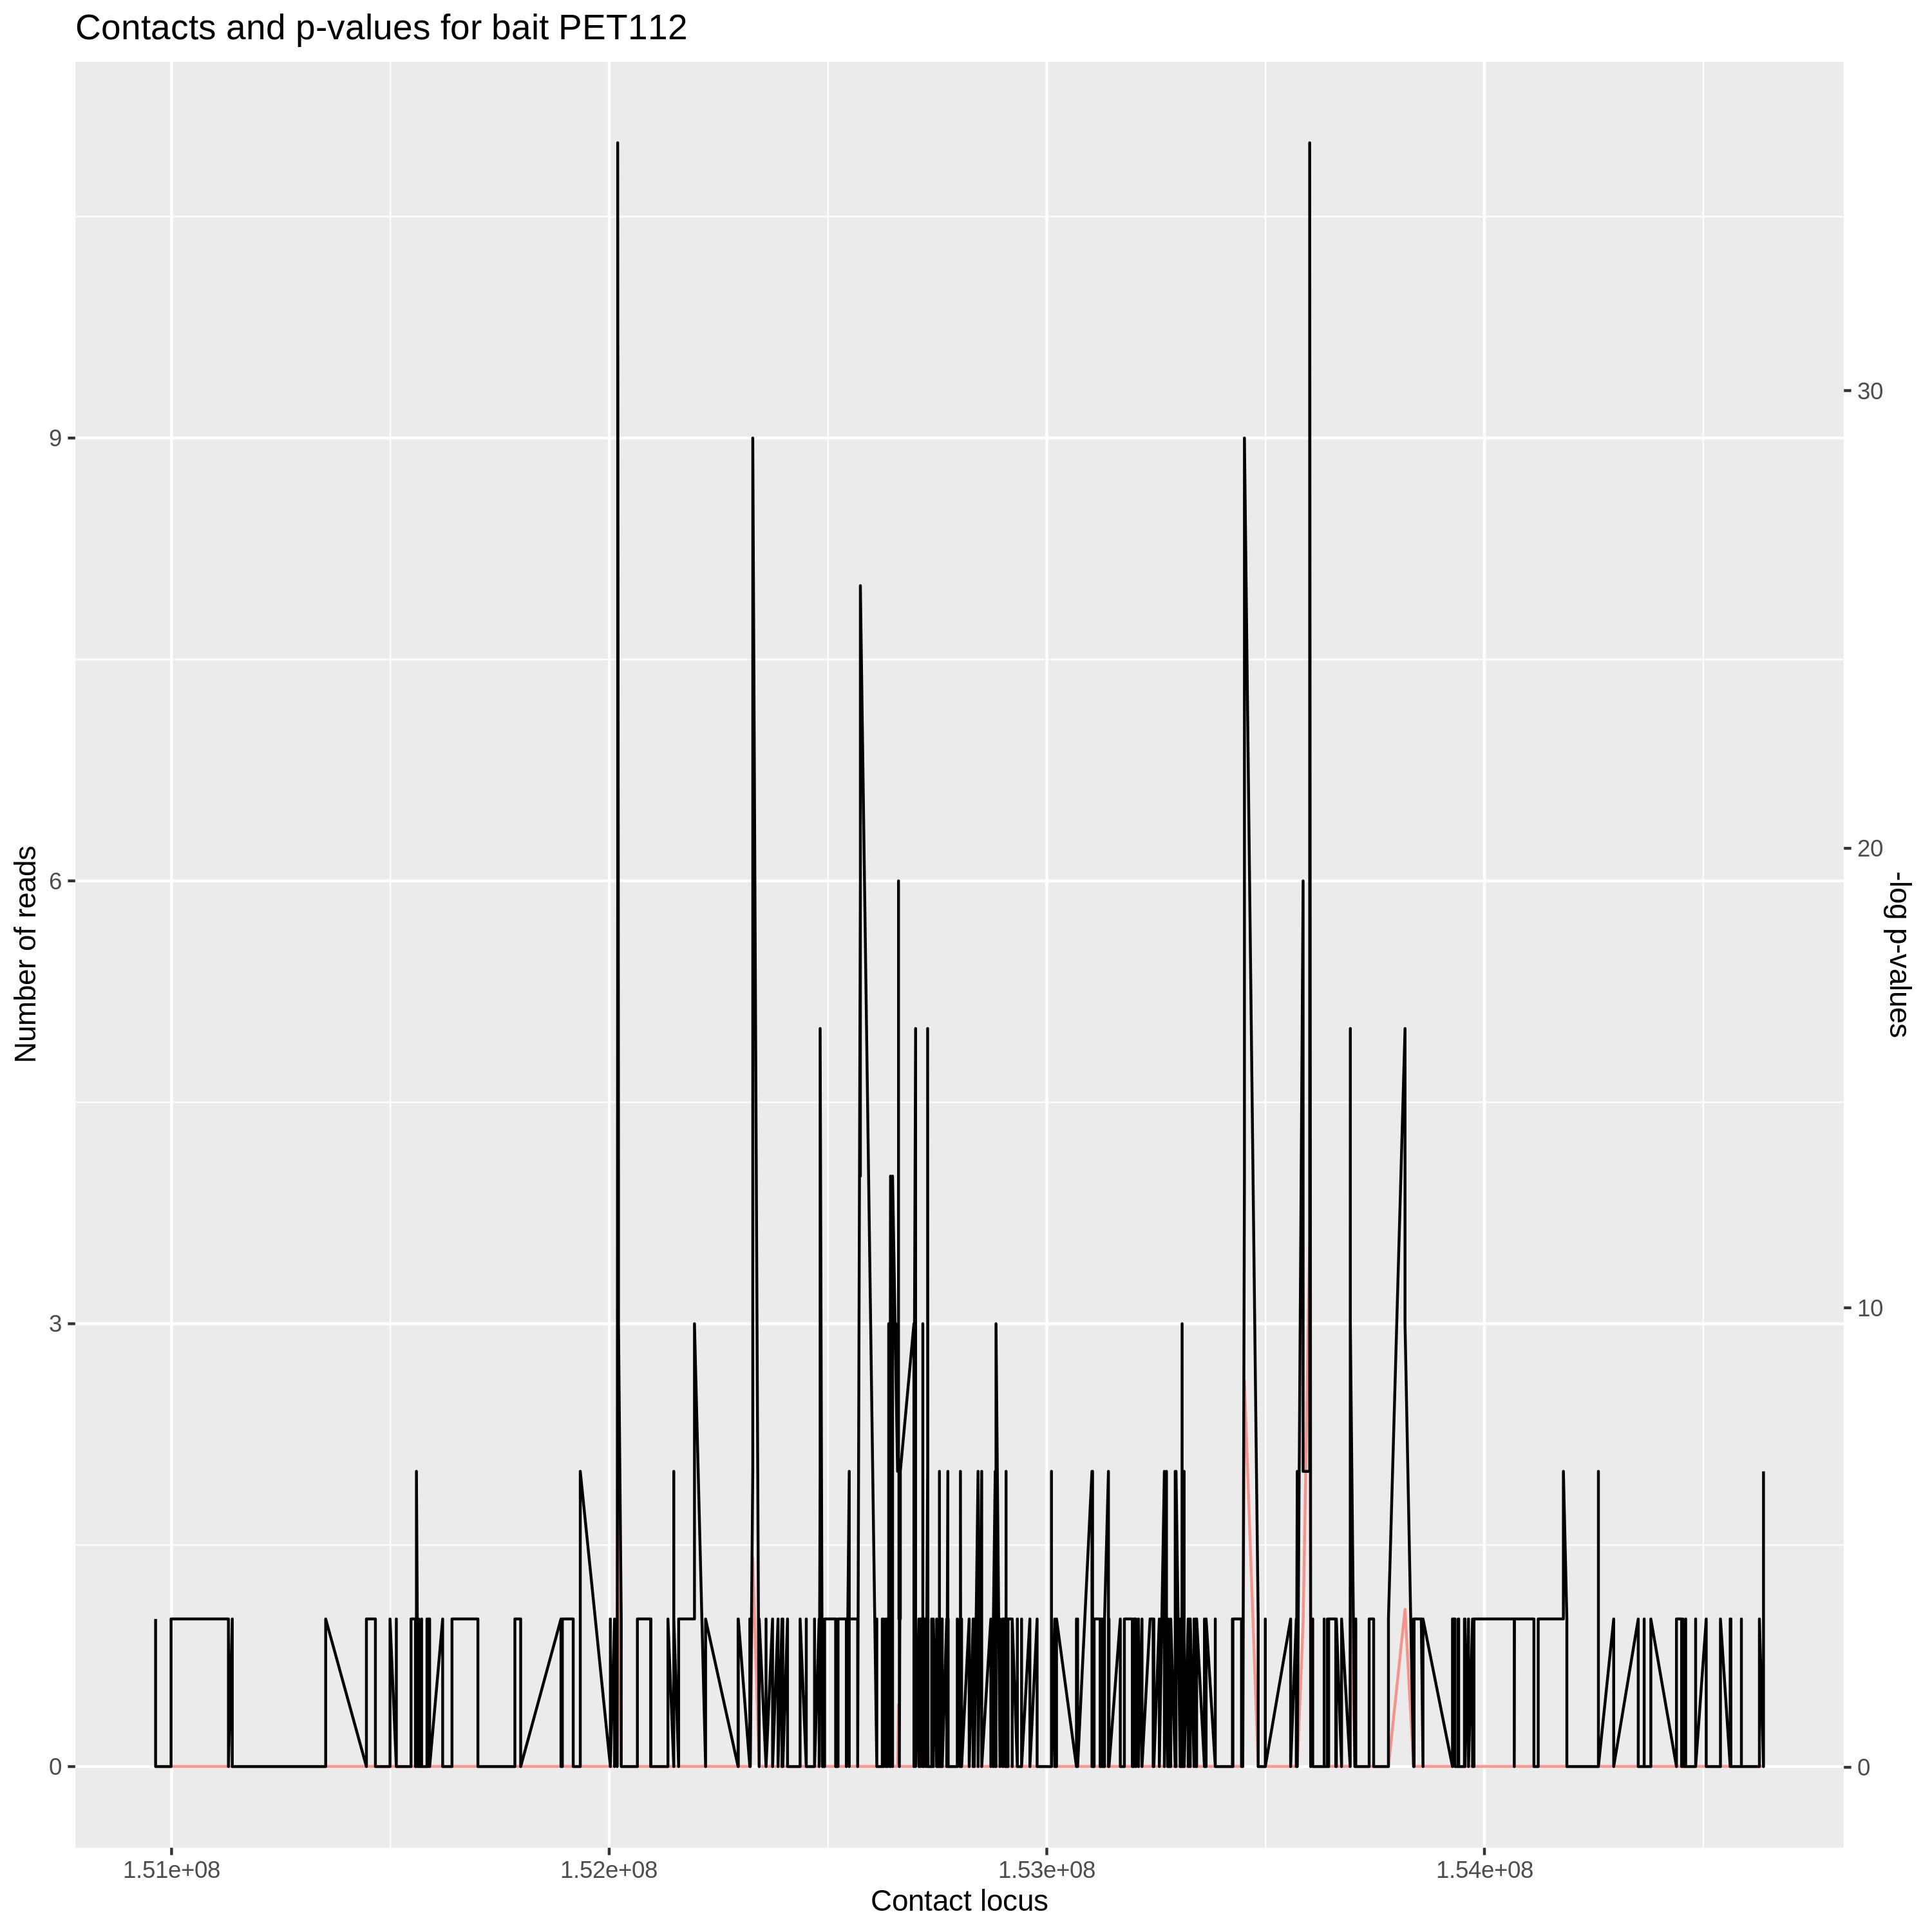 Contacts and p-values for bait PET112
Number of reads
9
6
3
0
30
20
10
0
-log p-values
1.51e+08
1.52e+08
1.53e+08
1.54e+08
Contact locus